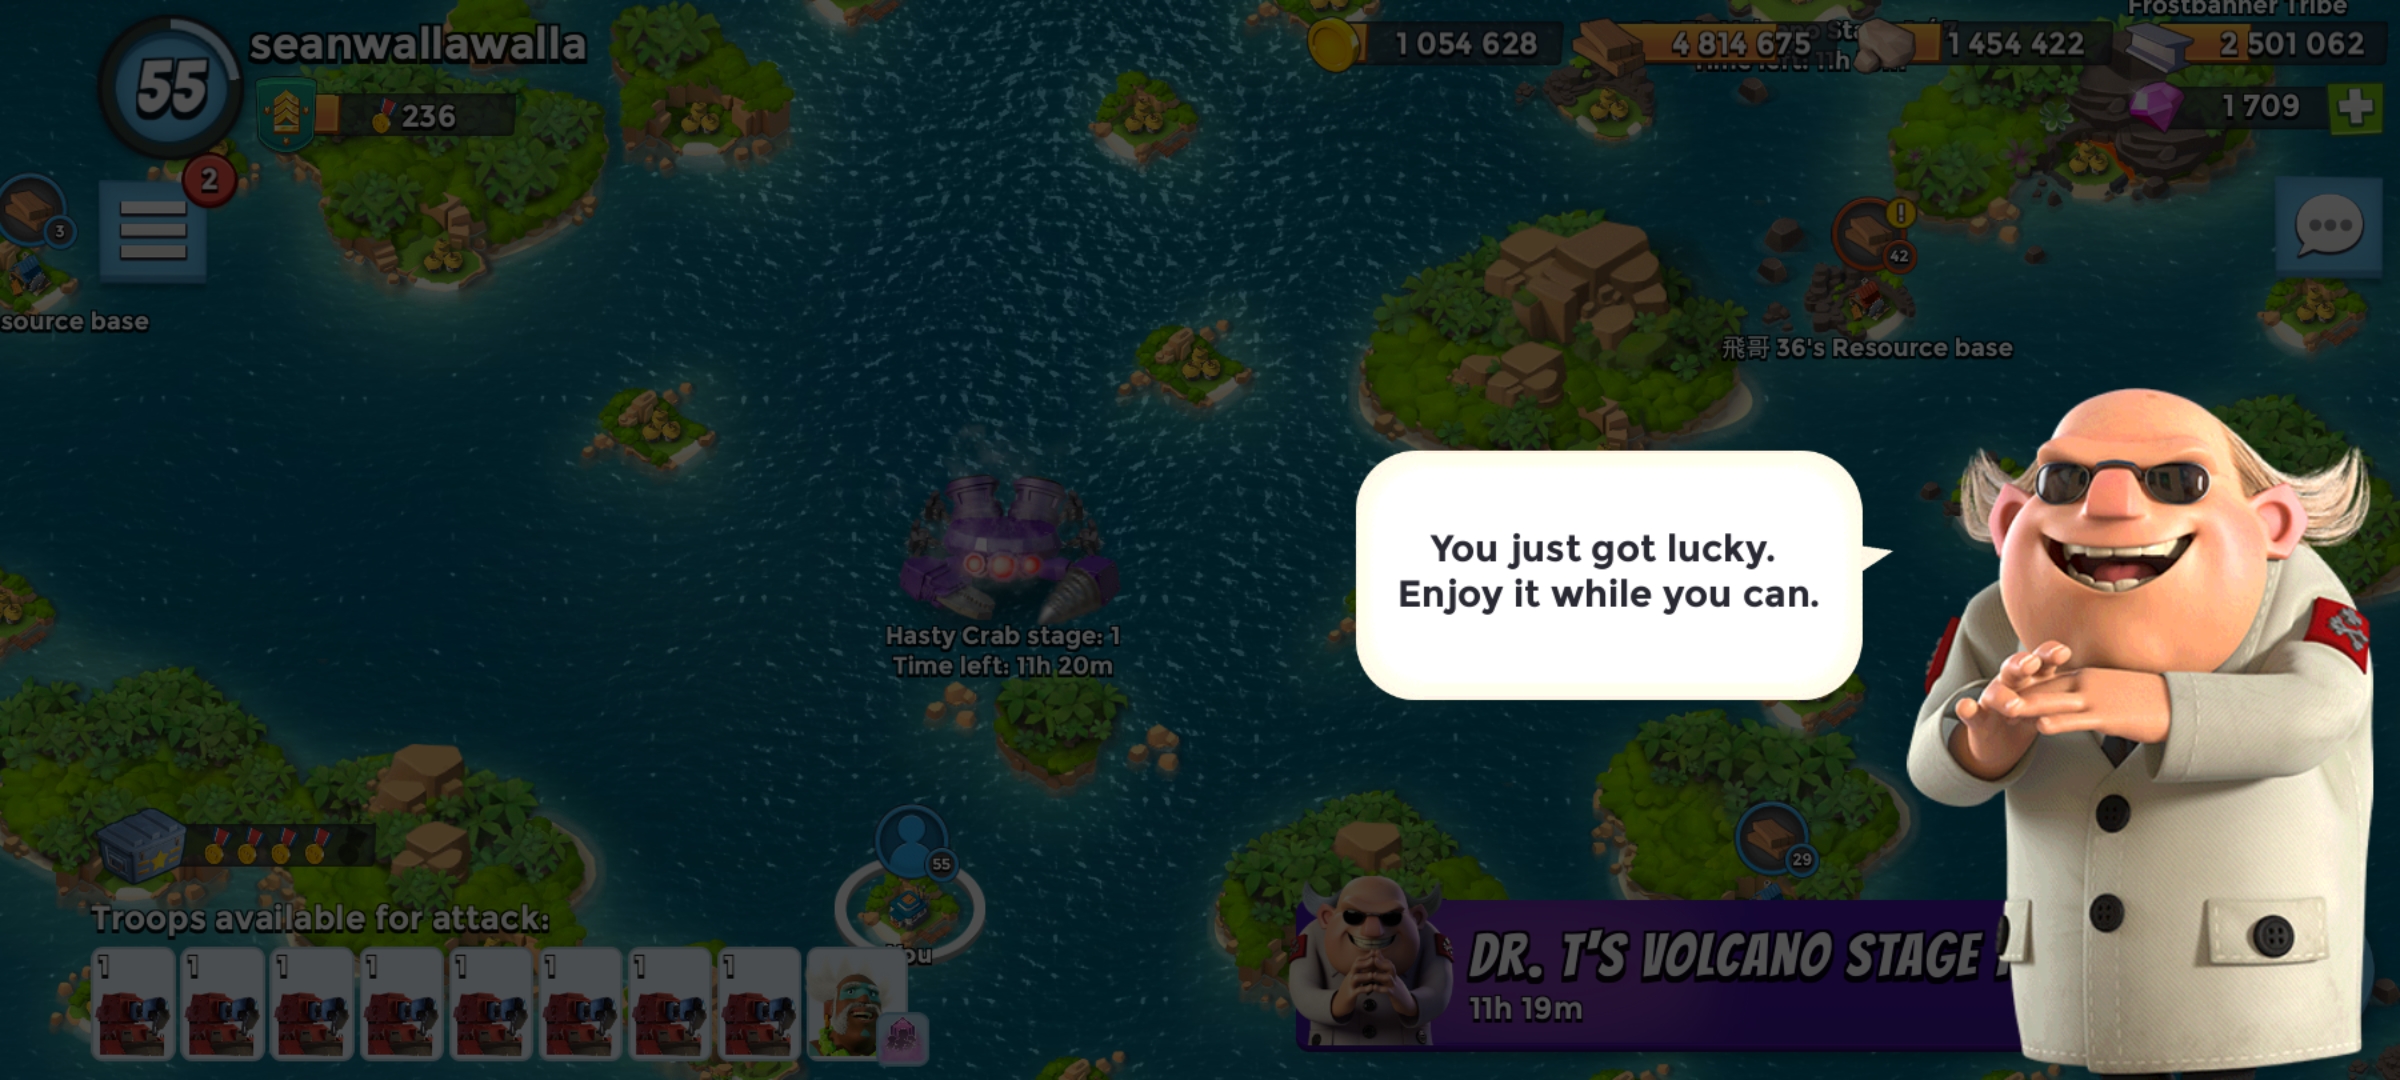 Frostbanner Tribe
55
seanwallawalla
236
1 054 628
4 814 675
1 454 422
2 501 062
1 709
2
3
source base
42
飛哥 36's Resource base
You just got lucky.
Enjoy it while you can.
Hasty Crab stage: 1
Time left: 11h 20m
55
You
29
Troops available for attack:
1
1
1
1
1
1
1
1
DR. T'S VOLCANO STAGE
11h 19m